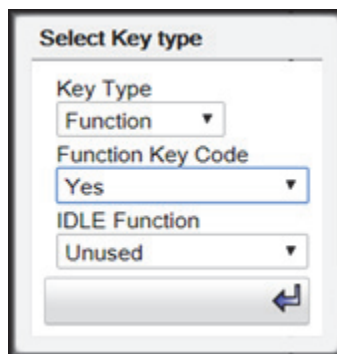 Select Key type
Key Type
Function
Function Key Code
Yes
IDLE Function
Unused